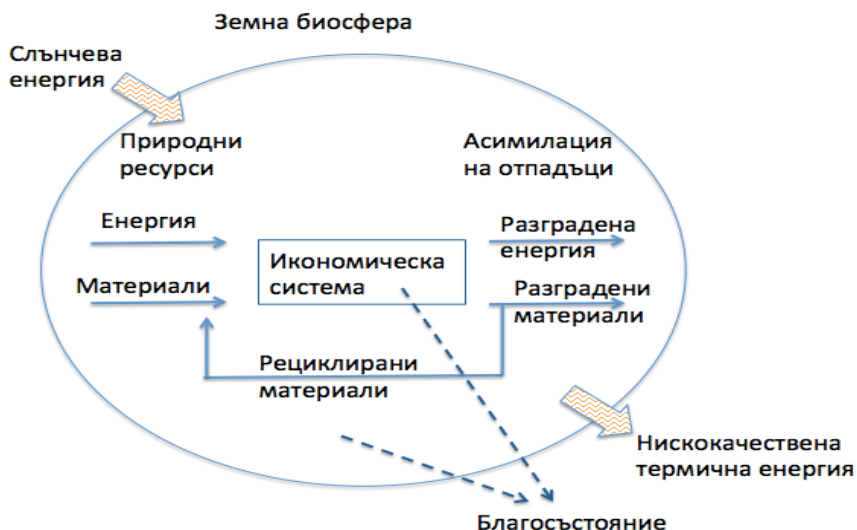 Земна биосфера
Слънчева
енергия
Природни
ресурси
Асимилация
на отпадъци
Енергия
Материали
Икономическа
система
Разградена
енергия
Разградени
материали
Рециклирани
материали
Нискокачествена
термична енергия
Благосъстояние